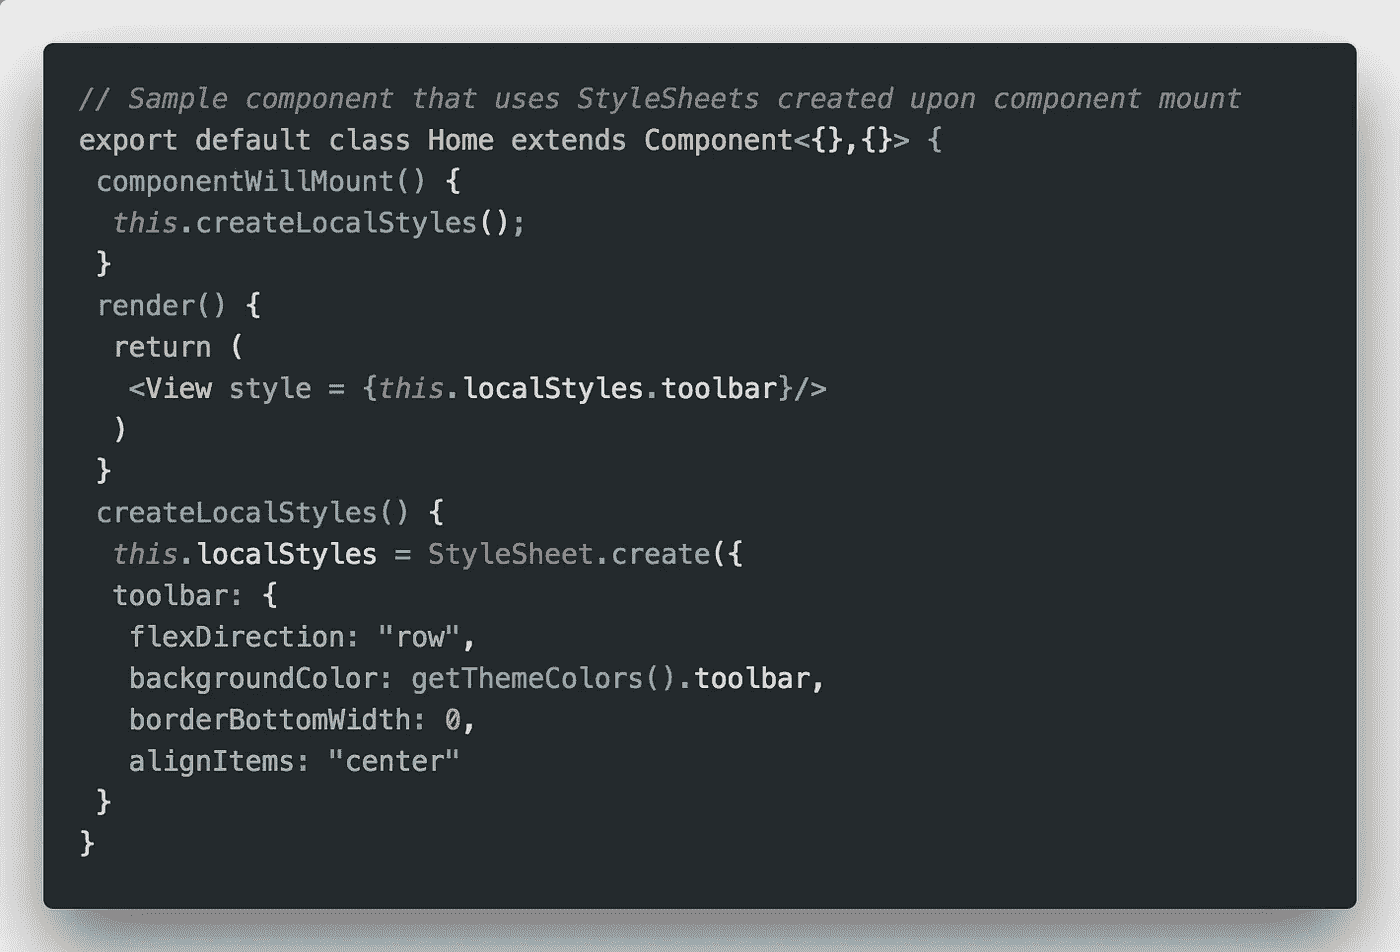 // Sample component that uses StyleSheets created upon component mount
export default class Home extends Component<{},{}> {
 componentWillMount() {
  this.createLocalStyles();
 }
 render() {
  return (
   <View style = {this.localStyles.toolbar}/>
  )
 }
 createLocalStyles() {
  this.localStyles = StyleSheet.create({
  toolbar: {
   flexDirection: "row",
   backgroundColor: getThemeColors().toolbar,
   borderBottomWidth: 0,
   alignItems: "center"
 }
}